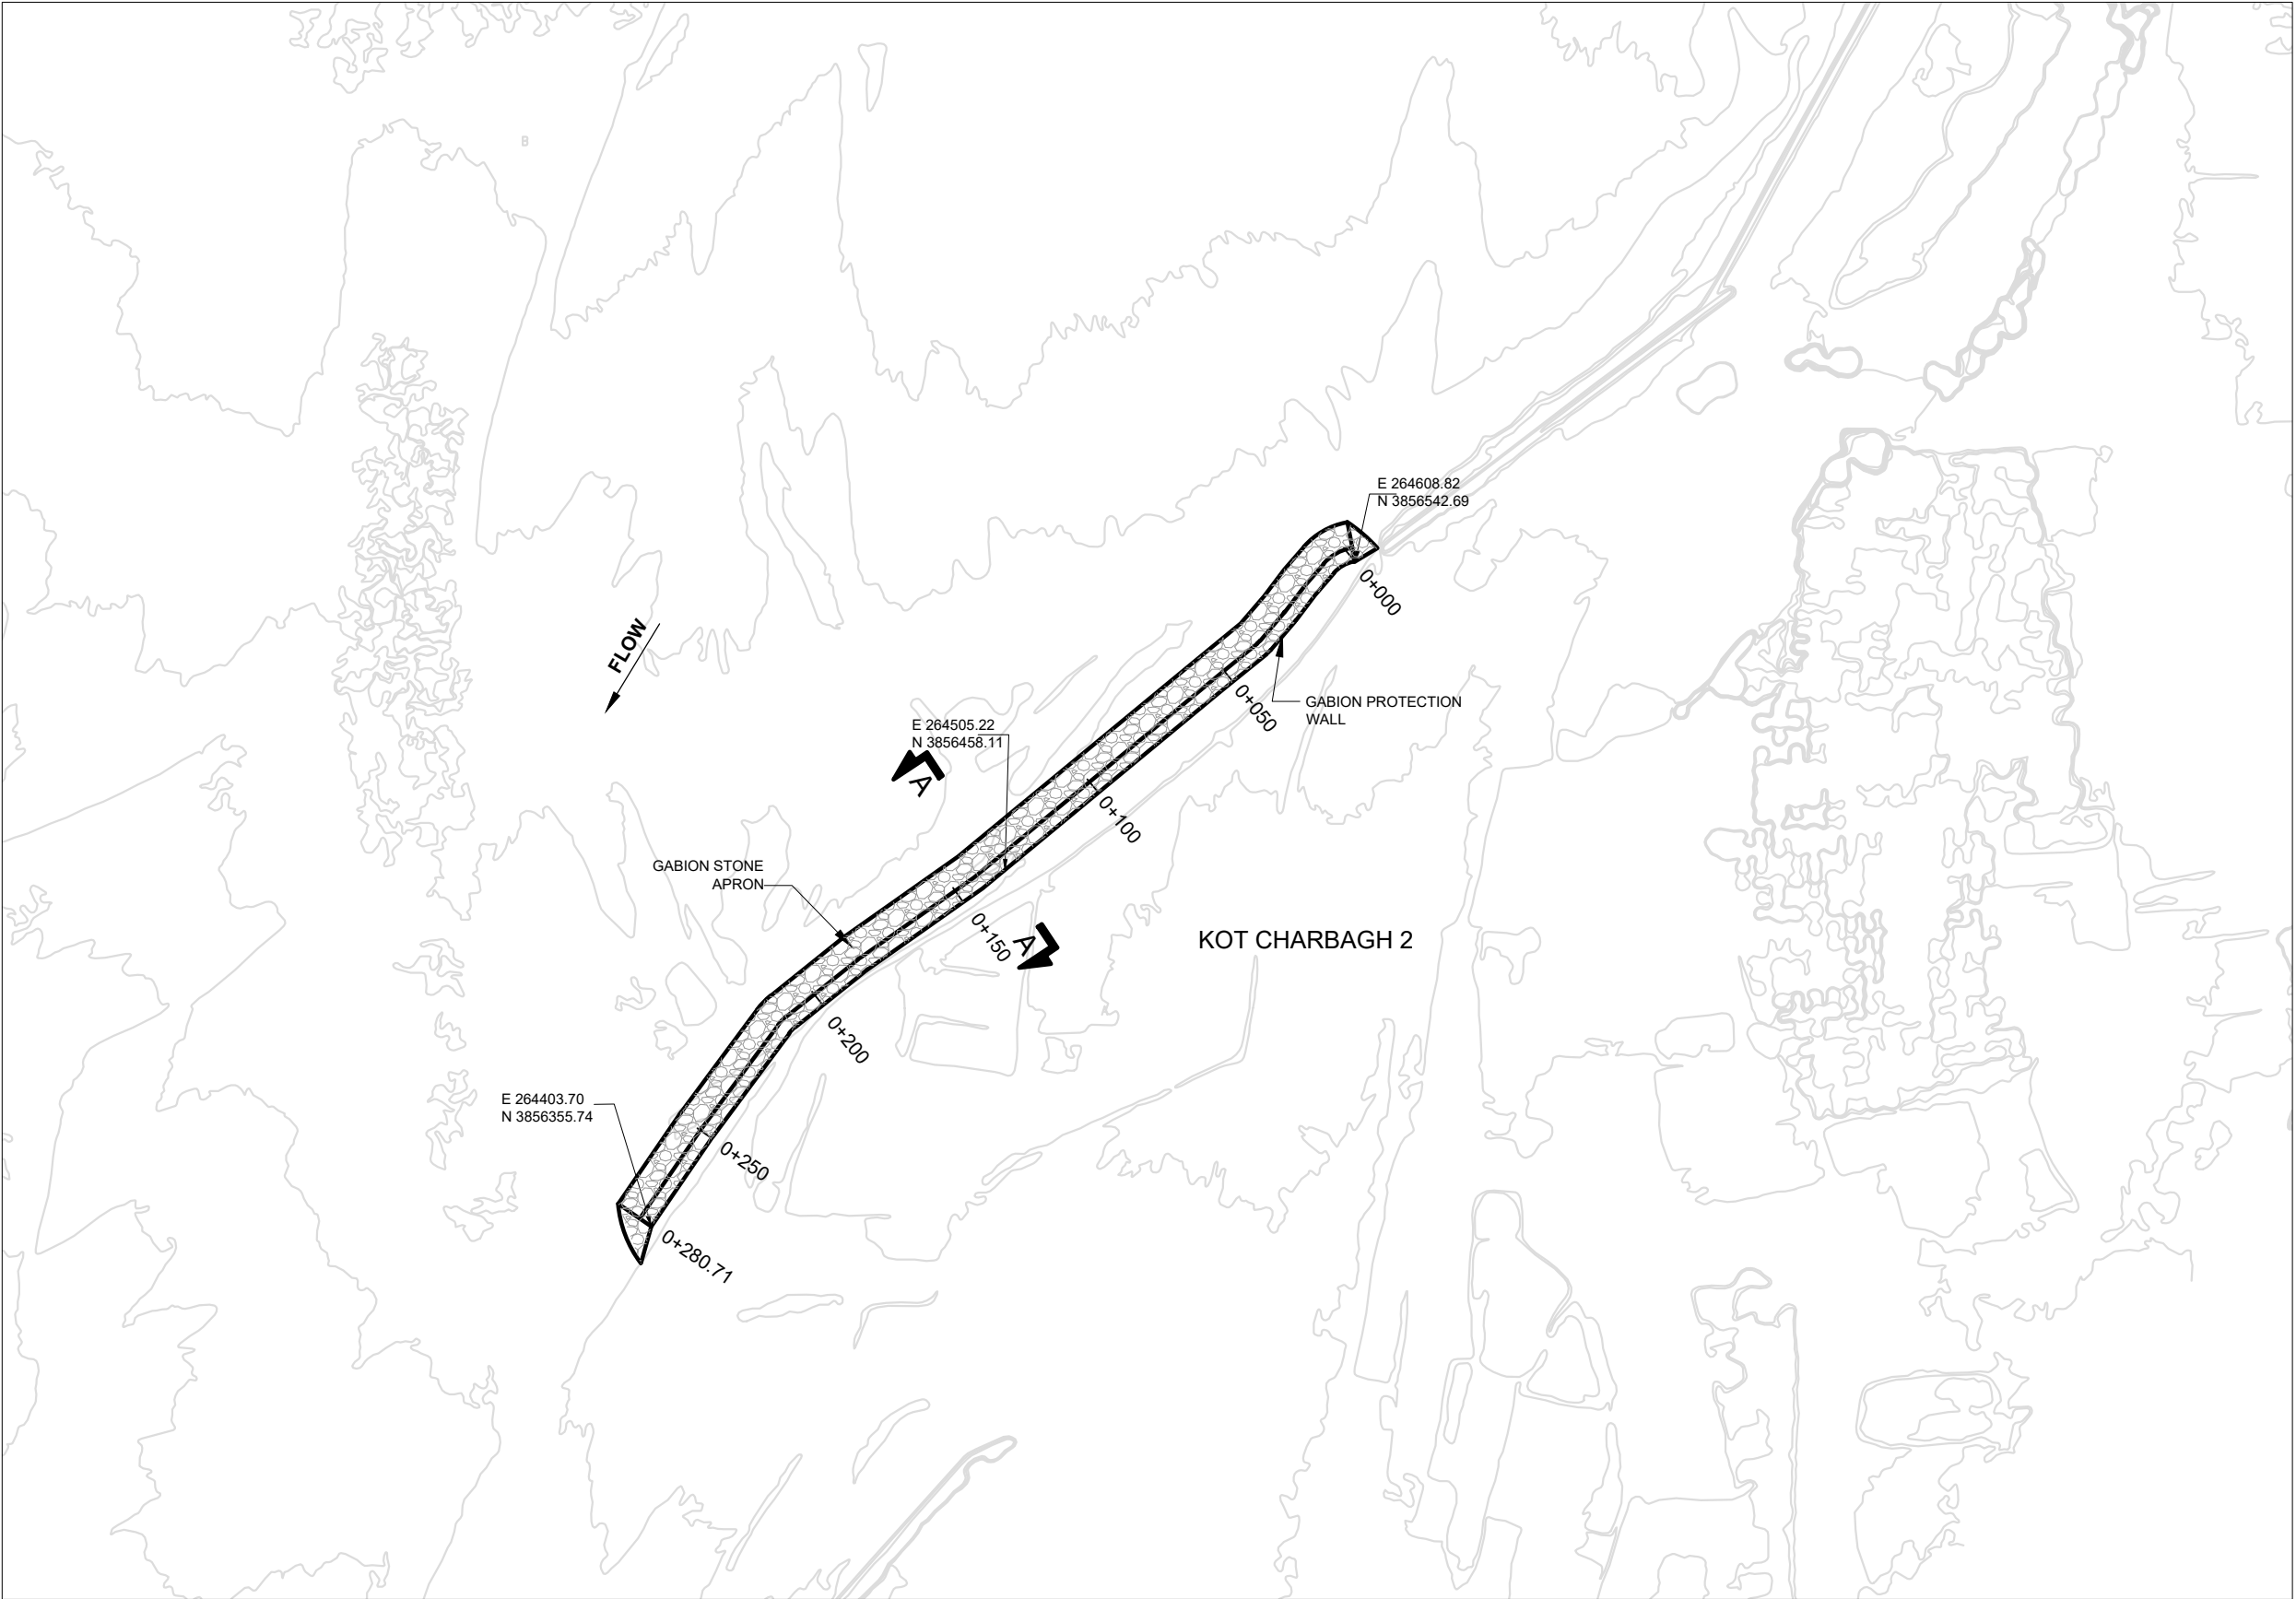 E 264608.82
N 3856542.69
0+000
FLOW
0+050
GABION PROTECTION
WALL
E 264505.22
N 3856458.11
A
0+100
GABION STONE
APRON
0+150
A
KOT CHARBAGH 2
0+200
E 264403.70
N 3856355.74
0+250
0+280.71